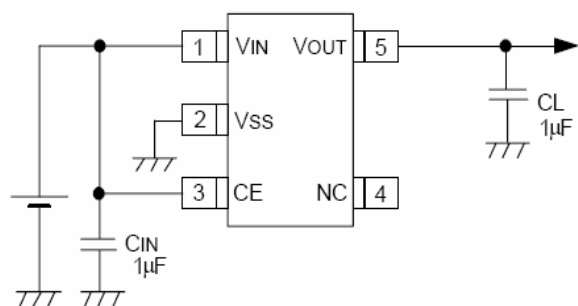 1 VIN VOUT 5
2 VSS
CL
1µF
3 CE NC 4
CIN
1µF